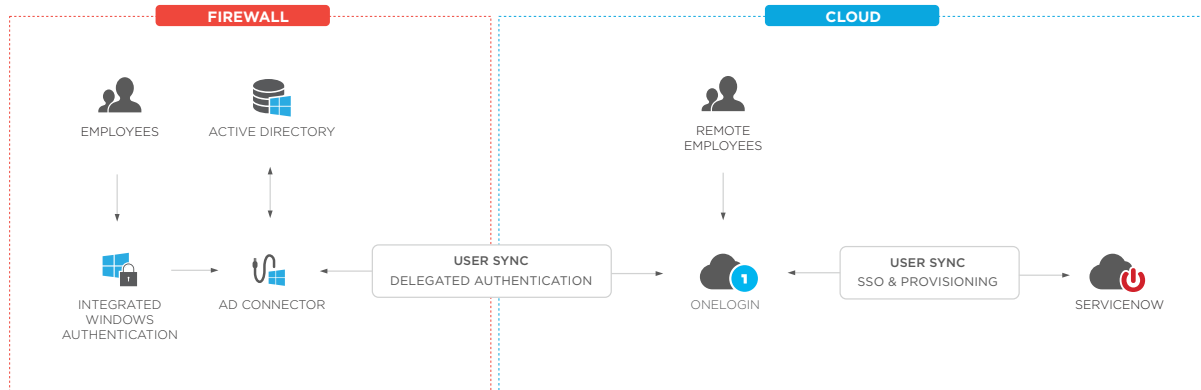 FIREWALL
CLOUD
EMPLOYEES
ACTIVE DIRECTORY
REMOTE
EMPLOYEES
USER SYNC
DELEGATED AUTHENTICATION
USER SYNC
SSO & PROVISIONING
1
INTEGRATED
WINDOWS
AUTHENTICATION
AD CONNECTOR
ONELOGIN
SERVICENOW